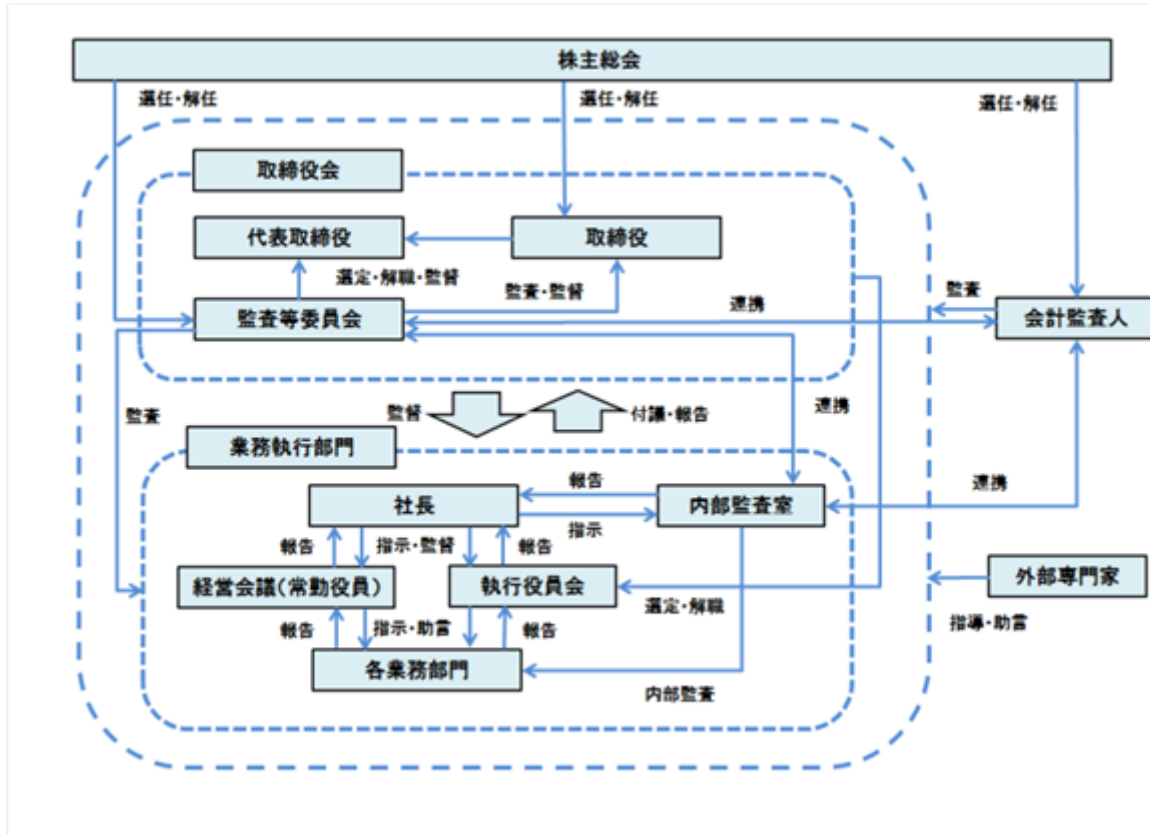 株主総会
選任・解任
選任・解任
選任・解任
取締役会
代表取締役
取締役
選定・解職・監督
監査・監督
監査等委員会
連携
監査
会計監査人
監査
監督
付議・報告
連携
業務執行部門
社長
報告
指示
内部監査室
連携
報告
指示・監督
報告
経営会議(常勤役員)
執行役員会
選定・解職
外部専門家
指導・助言
報告
指示・助言
報告
各業務部門
内部監査